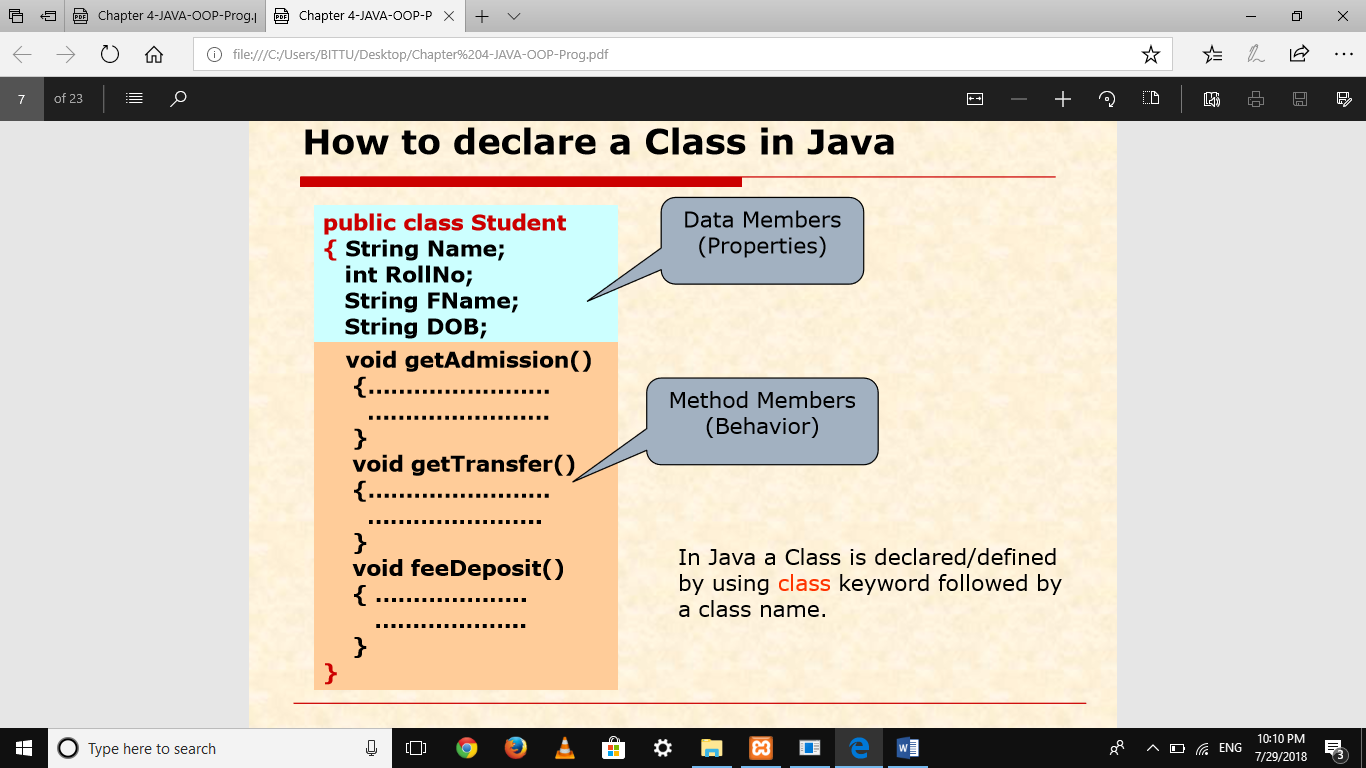 Chapter 4-JAVA-OOP-Prog.p
Chapter 4-JAVA-OOP-P
file:///C:/Users/BITTU/Desktop/Chapter%204-JAVA-OOP-Prog.pdf
7 of 23
How to declare a Class in Java
public class Student
{ String Name;
int RollNo;
String FName;
String DOB;
Data Members
(Properties)
void getAdmission()
{........................
........................
}
void getTransfer()
{........................
.......................
}
void feeDeposit()
{ ....................
....................
}
}
Method Members
(Behavior)
In Java a Class is declared/defined
by using class keyword followed by
a class name.
Type here to search
ENG
10:10 PM
7/29/2018
3